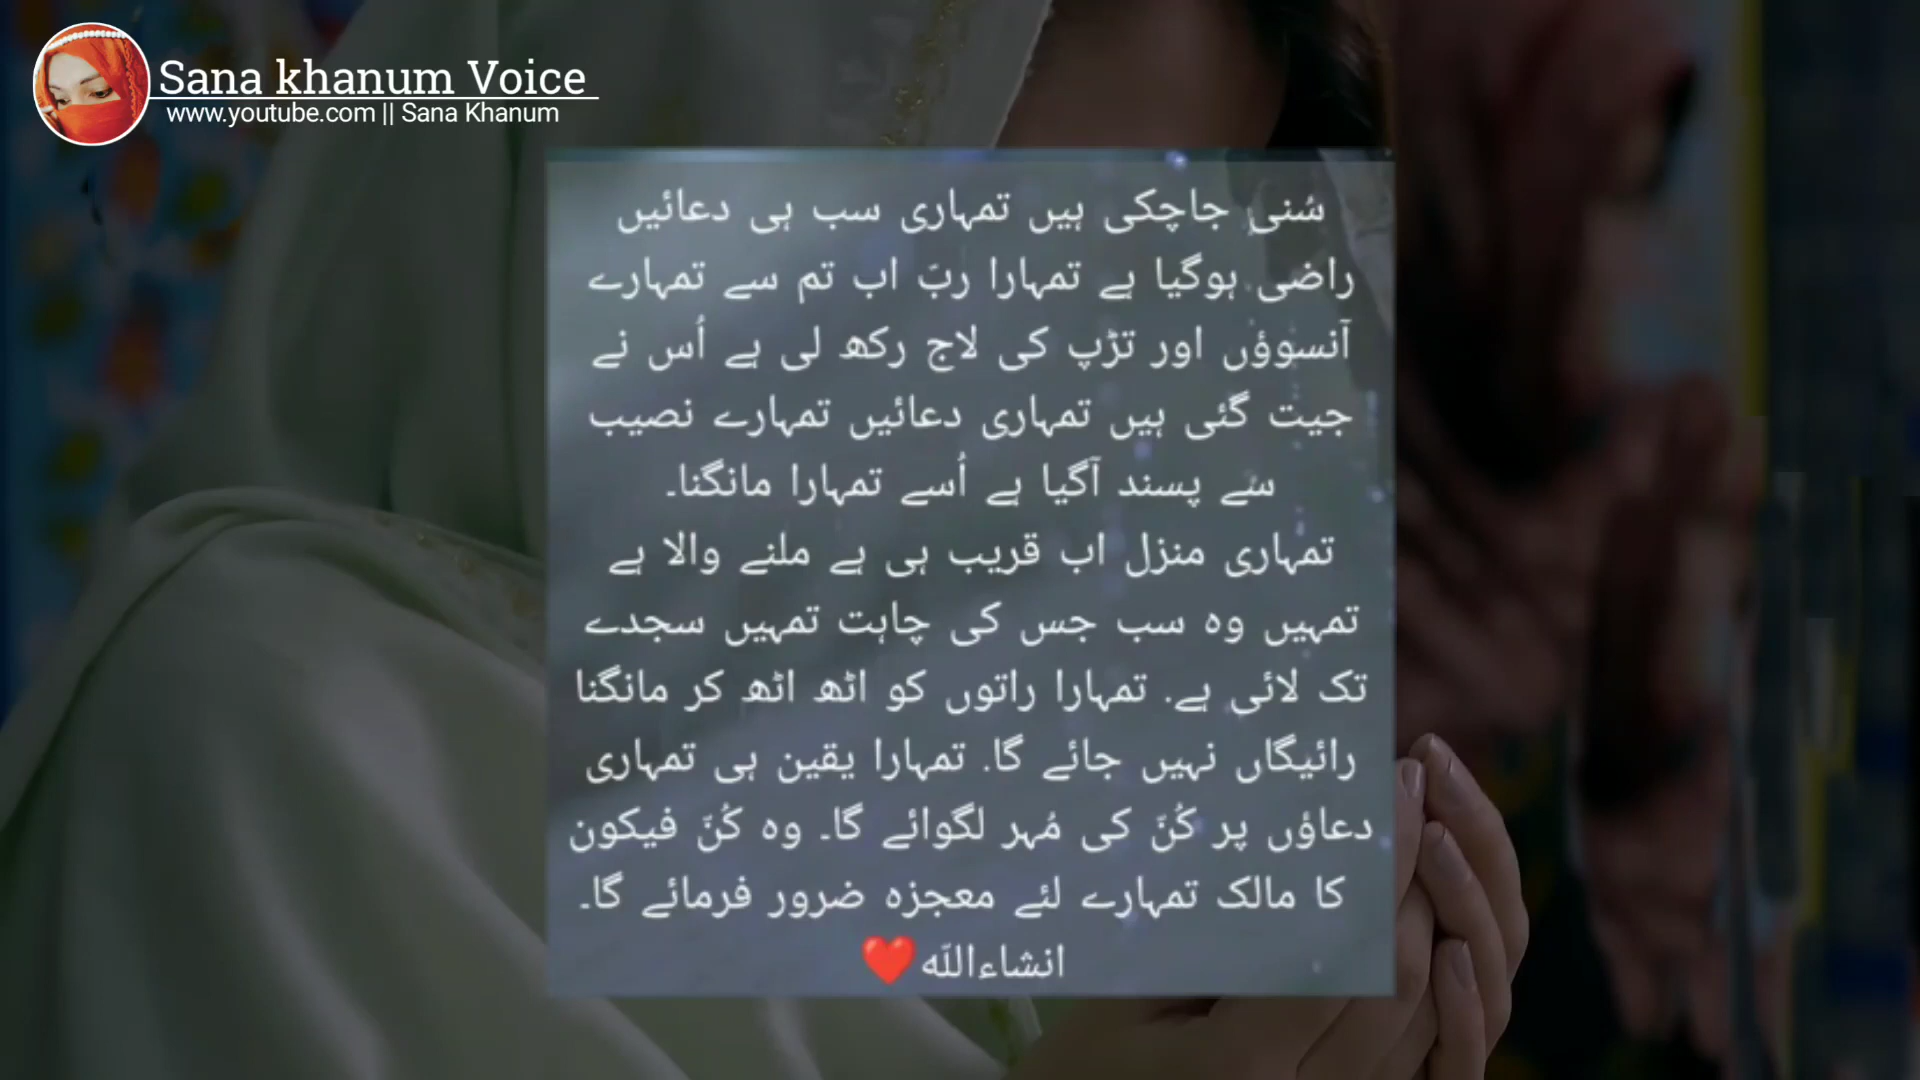 Sana khanum Voice
www.youtube.com || Sana Khanum
سُنی جاچکی ہیں تمہاری سب ہی دعائیں
راضی ہوگیا ہے تمہارا ربّ اب تم سے تمہارے
آنسوؤں اور تڑپ کی لاج رکھ لی ہے اُس نے
جیت گئی ہیں تمہاری دعائیں تمہارے نصیب
سے پسند آگیا ہے اُسے تمہارا مانگنا۔
تمہاری منزل اب قریب ہی ہے ملنے والا ہے
تمہیں وہ سب جس کی چاہت تمہیں سجدے
تک لائی ہے. تمہارا راتوں کو اٹھ اٹھ کر مانگنا
رائیگاں نہیں جائے گا. تمہارا یقین ہی تمہاری
دعاؤں پر کُنّ کی مُہر لگوائے گا۔ وہ کُنّ فیکون
کا مالک تمہارے لئے معجزہ ضرور فرمائے گا۔
انشاءاللّه❤️